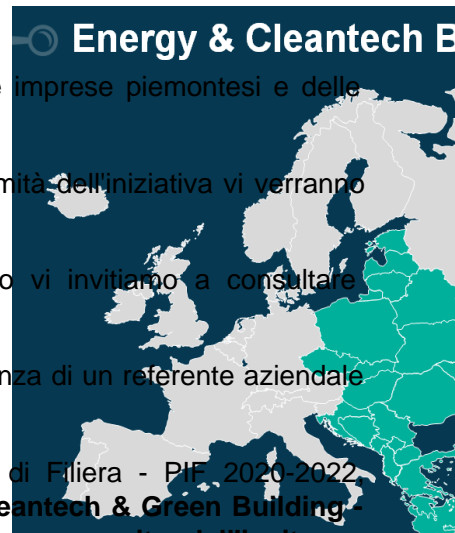 Energy & Cleantech B
e imprese piemontesi e delle
mità dell'iniziativa vi verranno
o vi invitiamo a consultare
nza di un referente aziendale
di Filiera - PIF 2020-2022,
leantech & Green Building -